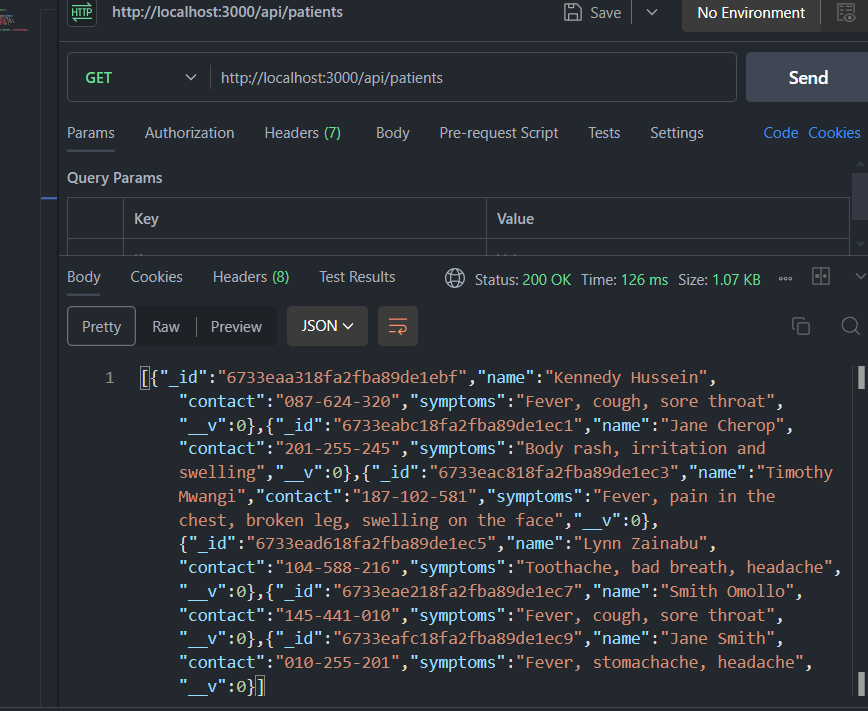 HTTP http://localhost:3000/api/patients Save No Environment
GET http://localhost:3000/api/patients Send
Params Authorization Headers (7) Body Pre-request Script Tests Settings Code Cookies
Query Params
Key Value
Body Cookies Headers (8) Test Results Status: 200 OK Time: 126 ms Size: 1.07 KB
Pretty Raw Preview JSON
1 [{"_id":"6733eaa318fa2fba89de1ebf","name":"Kennedy Hussein",
"contact":"087-624-320","symptoms":"Fever, cough, sore throat",
"__v":0},{"_id":"6733eabc18fa2fba89de1ec1","name":"Jane Cherop",
"contact":"201-255-245","symptoms":"Body rash, irritation and
swelling","__v":0},{"_id":"6733eac818fa2fba89de1ec3","name":"Timothy
Mwangi","contact":"187-102-581","symptoms":"Fever, pain in the
chest, broken leg, swelling on the face","__v":0},
{"_id":"6733ead618fa2fba89de1ec5","name":"Lynn Zainabu",
"contact":"104-588-216","symptoms":"Toothache, bad breath, headache",
"__v":0},{"_id":"6733eae218fa2fba89de1ec7","name":"Smith Omollo",
"contact":"145-441-010","symptoms":"Fever, cough, sore throat",
"__v":0},{"_id":"6733eafc18fa2fba89de1ec9","name":"Jane Smith",
"contact":"010-255-201","symptoms":"Fever, stomachache, headache",
"__v":0}]